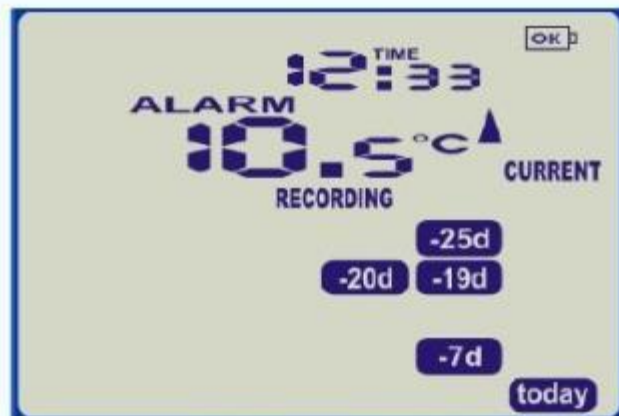 OK
TIME
12:33
ALARM
10.5 °C
CURRENT
RECORDING
-25d
-20d -19d
-7d
today